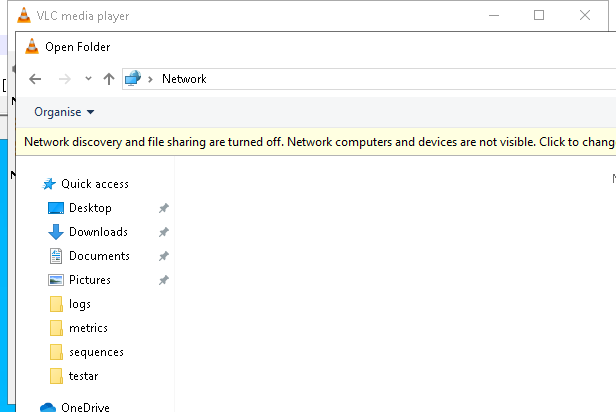 VLC media player
Open Folder
Network
Organise
Network discovery and file sharing are turned off. Network computers and devices are not visible. Click to chang
Quick access
Desktop
Downloads
Documents
Pictures
logs
metrics
sequences
testar
OneDrive